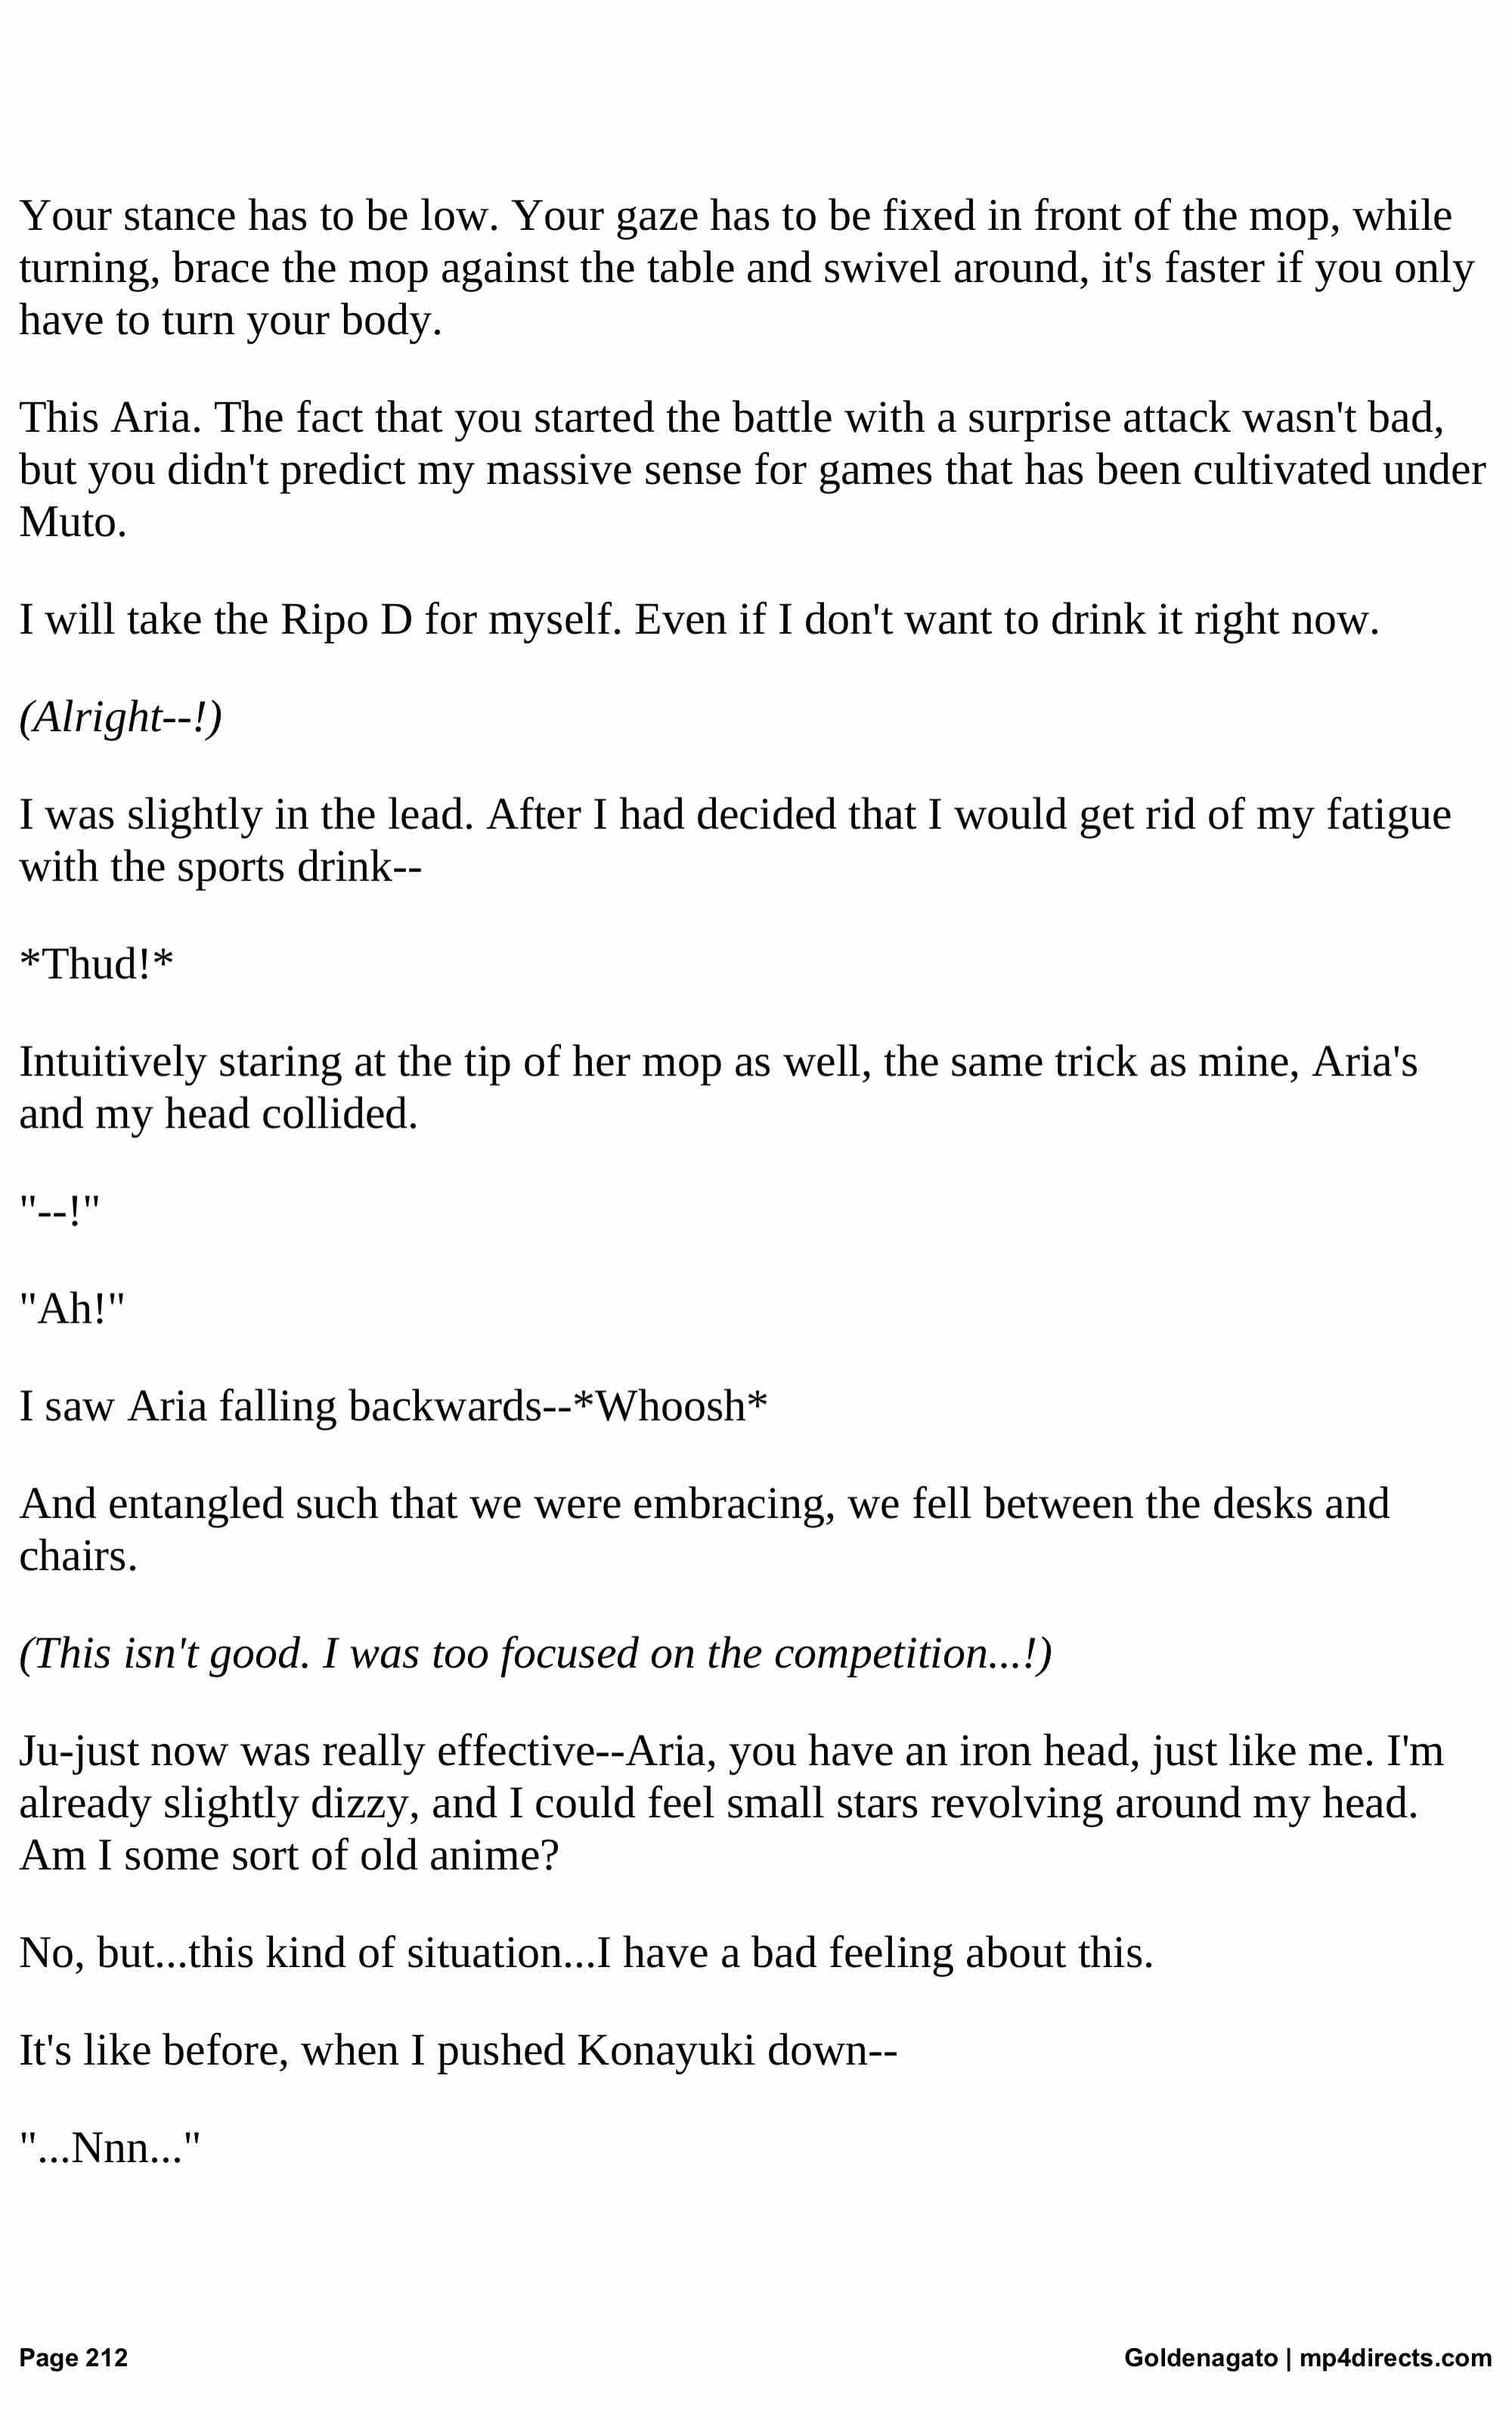 Your stance has to be low. Your gaze has to be fixed in front of the mop, while
turning, brace the mop against the table and swivel around, it's faster if you only
have to turn your body.
This Aria. The fact that you started the battle with a surprise attack wasn't bad,
but you didn't predict my massive sense for games that has been cultivated under
Muto.
I will take the Ripo D for myself. Even if I don't want to drink it right now.
(Alright--!)
I was slightly in the lead. After I had decided that I would get rid of my fatigue
with the sports drink--
*Thud!*
Intuitively staring at the tip of her mop as well, the same trick as mine, Aria's
and my head collided.
"--!"
"Ah!"
I saw Aria falling backwards--*Whoosh*
And entangled such that we were embracing, we fell between the desks and
chairs.
(This isn't good. I was too focused on the competition...!)
Ju-just now was really effective--Aria, you have an iron head, just like me. I'm
already slightly dizzy, and I could feel small stars revolving around my head.
Am I some sort of old anime?
No, but...this kind of situation...I have a bad feeling about this.
It's like before, when I pushed Konayuki down--
"...Nnn..."
Page 212
Goldenagato | mp4directs.com